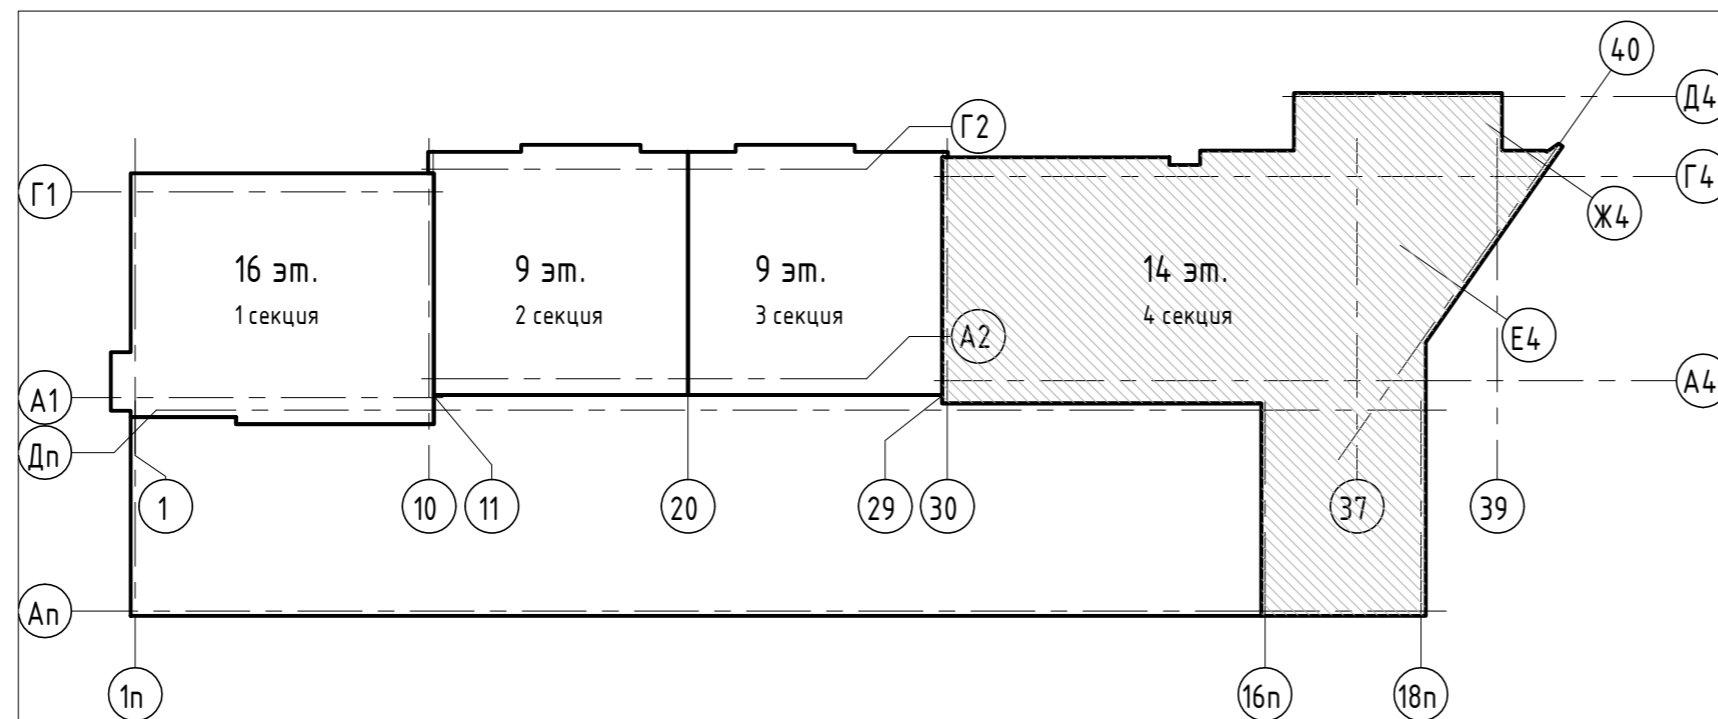 40
Д4
Г2
Г4
Г1
Ж4
16 эт.
1 секция
9 эт.
2 секция
9 эт.
3 секция
14 эт.
4 секция
А2
Е4
А4
А1
Дп
1
10
11
20
29
30
37
39
Ап
1п
16п
18п